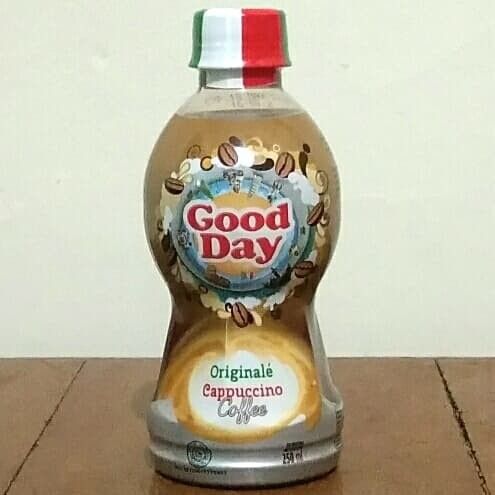 Good
Day
Originalé
Cappuccino
Coffee
250 ml